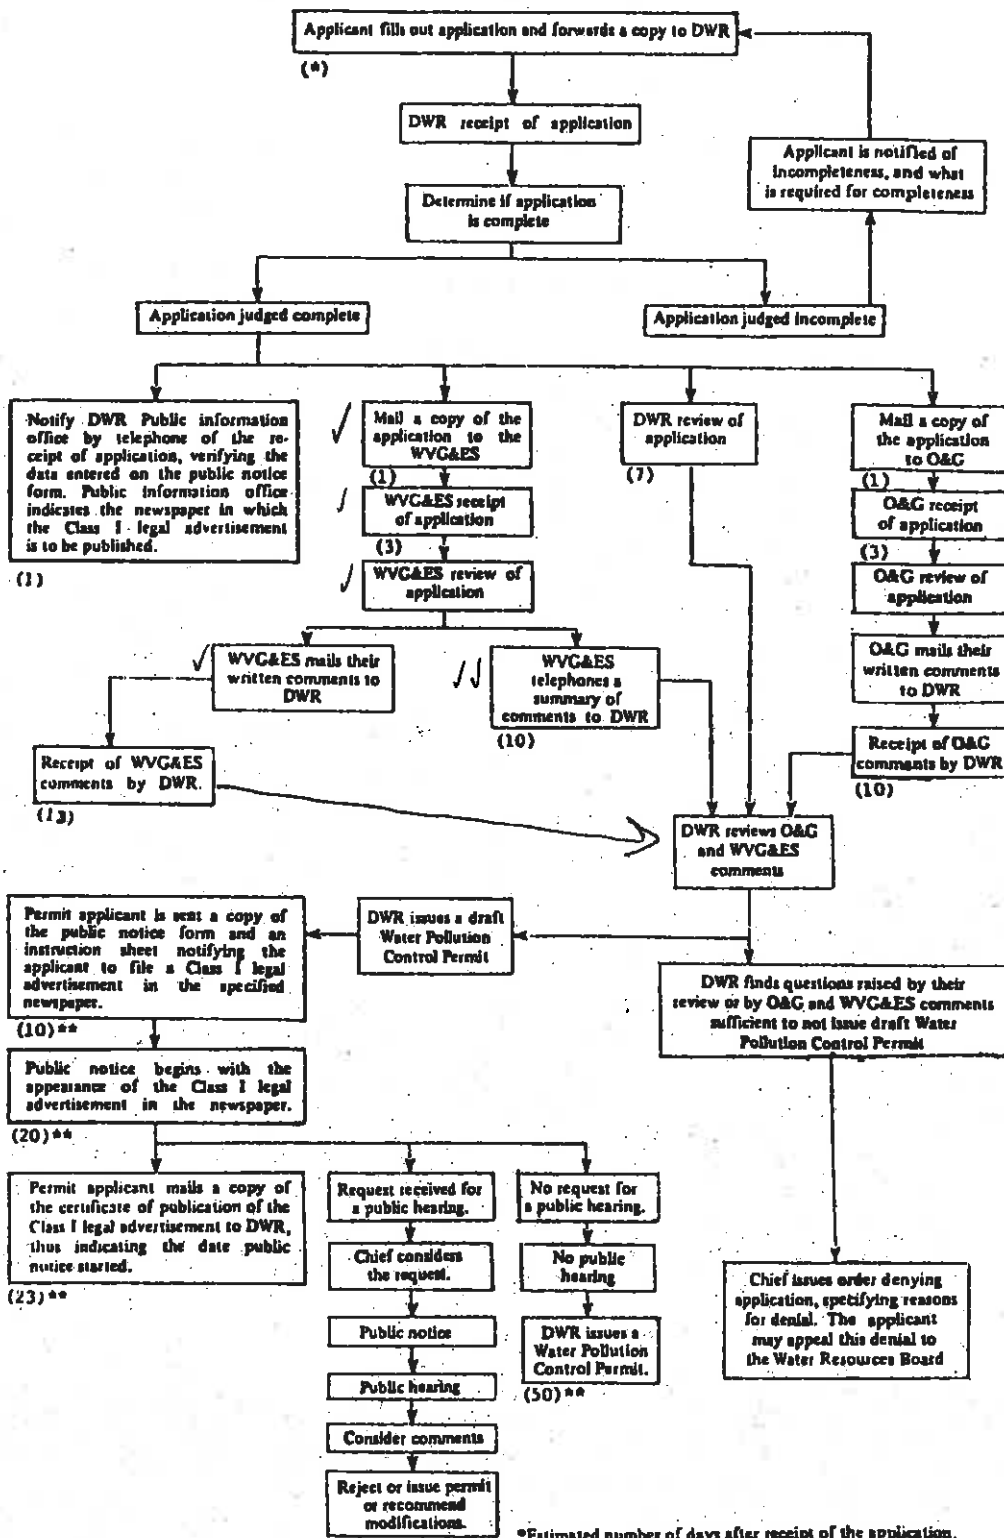 Applicant fills out application and forwards a copy to DWR
(*)
DWR receipt of application
Applicant is notified of
incompleteness, and what
is required for completeness
Determine if application
is complete
Application judged complete
Application judged incomplete
Notify DWR Public information
office by telephone of the re-
ceipt of application, verifying the
data entered on the public notice
form. Public information office
indicates the newspaper in which
the Class I legal advertisement
is to be published.
(1)
Mail a copy of the
application to the
WVG&ES
(1)
WVG&ES receipt
of application
(3)
WVG&ES review of
application
DWR review of
application
(7)
Mail a copy of
the application
to O&G
(1)
O&G receipt
of application
(3)
O&G review of
application
O&G mails their
written comments
to DWR
Receipt of O&G
comments by DWR
(10)
WVG&ES mails their
written comments to
DWR
WVG&ES
telephones a
summary of
comments to DWR
(10)
Receipt of WVG&ES
comments by DWR.
(13)
DWR reviews O&G
and WVG&ES
comments
Permit applicant is sent a copy of
the public notice form and an
instruction sheet notifying the
applicant to file a Class I legal
advertisement in the specified
newspaper.
(10)**
DWR issues a draft
Water Pollution
Control Permit
DWR finds questions raised by their
review or by O&G and WVG&ES comments
sufficient to not issue draft Water
Pollution Control Permit
Public notice begins with the
appearance of the Class I legal
advertisement in the newspaper.
(20)**
Permit applicant mails a copy of
the certificate of publication of the
Class I legal advertisement to DWR,
thus indicating the date public
notice started.
(23)**
Request received for
a public hearing.
Chief considers
the request.
Public notice
Public hearing
Consider comments
Reject or issue permit
or recommend
modifications.
No request for
a public hearing.
No public
hearing
DWR issues a
Water Pollution
Control Permit.
(50)**
Chief issues order denying
application, specifying reasons
for denial. The applicant
may appeal this denial to
the Water Resources Board
*Estimated number of days after receipt of the application.